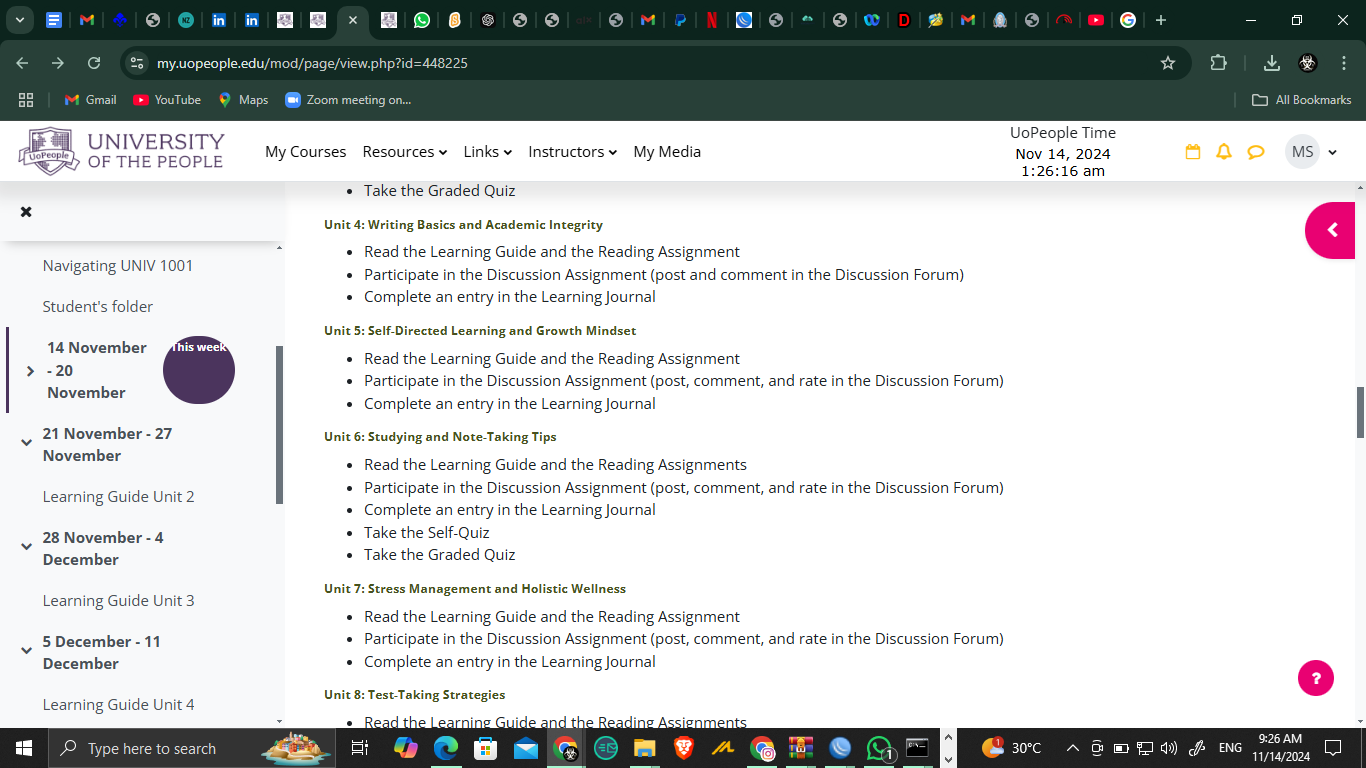 my.uopeople.edu/mod/page/view.php?id=448225
Gmail
YouTube
Maps
Zoom meeting on...
All Bookmarks
UoPeople
UNIVERSITY
OF THE PEOPLE
My Courses
Resources
Links
Instructors
My Media
UoPeople Time
Nov 14, 2024
1:26:16 am
MS
Navigating UNIV 1001
Student's folder
14 November
- 20
November
This week
21 November - 27
November
Learning Guide Unit 2
28 November - 4
December
Learning Guide Unit 3
5 December - 11
December
Learning Guide Unit 4
Take the Graded Quiz
Unit 4: Writing Basics and Academic Integrity
Read the Learning Guide and the Reading Assignment
Participate in the Discussion Assignment (post and comment in the Discussion Forum)
Complete an entry in the Learning Journal
Unit 5: Self-Directed Learning and Growth Mindset
Read the Learning Guide and the Reading Assignment
Participate in the Discussion Assignment (post, comment, and rate in the Discussion Forum)
Complete an entry in the Learning Journal
Unit 6: Studying and Note-Taking Tips
Read the Learning Guide and the Reading Assignments
Participate in the Discussion Assignment (post, comment, and rate in the Discussion Forum)
Complete an entry in the Learning Journal
Take the Self-Quiz
Take the Graded Quiz
Unit 7: Stress Management and Holistic Wellness
Read the Learning Guide and the Reading Assignment
Participate in the Discussion Assignment (post, comment, and rate in the Discussion Forum)
Complete an entry in the Learning Journal
Unit 8: Test-Taking Strategies
Read the Learning Guide and the Reading Assignments
?
Type here to search
1
1
30°C
ENG
9:26 AM
11/14/2024